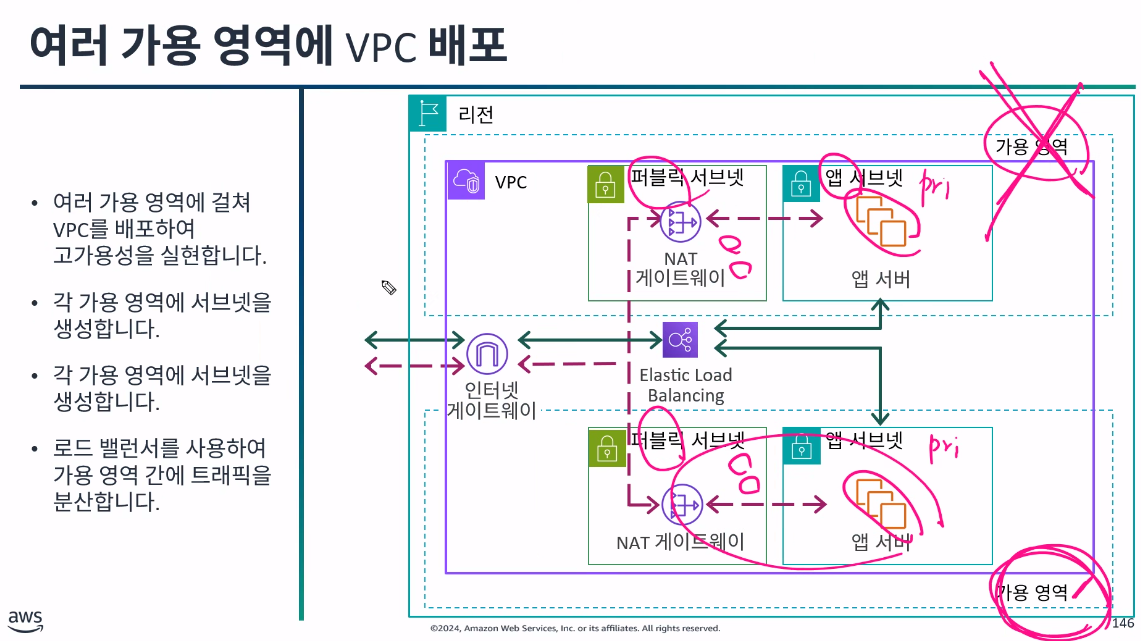 여러 가용 영역에 VPC 배포
• 여러 가용 영역에 걸쳐
VPC를 배포하여
고가용성을 실현합니다.
• 각 가용 영역에 서브넷을
생성합니다.
• 각 가용 영역에 서브넷을
생성합니다.
• 로드 밸런서를 사용하여
가용 영역 간에 트래픽을
분산합니다.
리전
가용 영역
VPC
퍼블릭 서브넷
앱 서브넷
pri
NAT
게이트웨이
앱 서버
인터넷
게이트웨이
Elastic Load
Balancing
퍼블릭 서브넷
앱 서브넷
pri
NAT 게이트웨이
앱 서버
가용 영역
aws
©2024, Amazon Web Services, Inc. or its affiliates. All rights reserved.
146